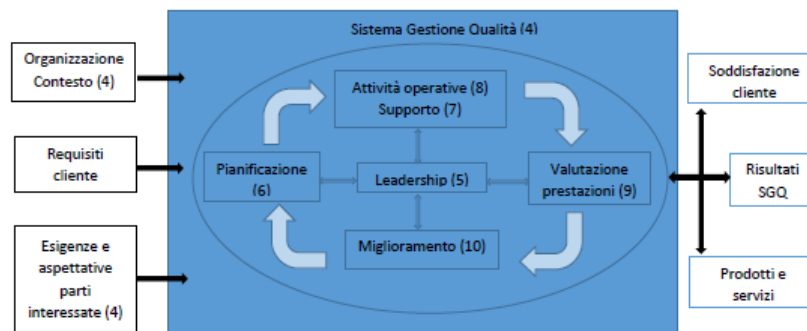 Sistema Gestione Qualità (4)
Organizzazione
Contesto (4)
Requisiti
cliente
Esigenze e
aspettative
parti
interessate (4)
Attività operative (8)
Supporto (7)
Pianificazione
(6)
Leadership (5)
Valutazione
prestazioni (9)
Miglioramento (10)
Soddisfazione
cliente
Risultati
SGQ
Prodotti e
servizi